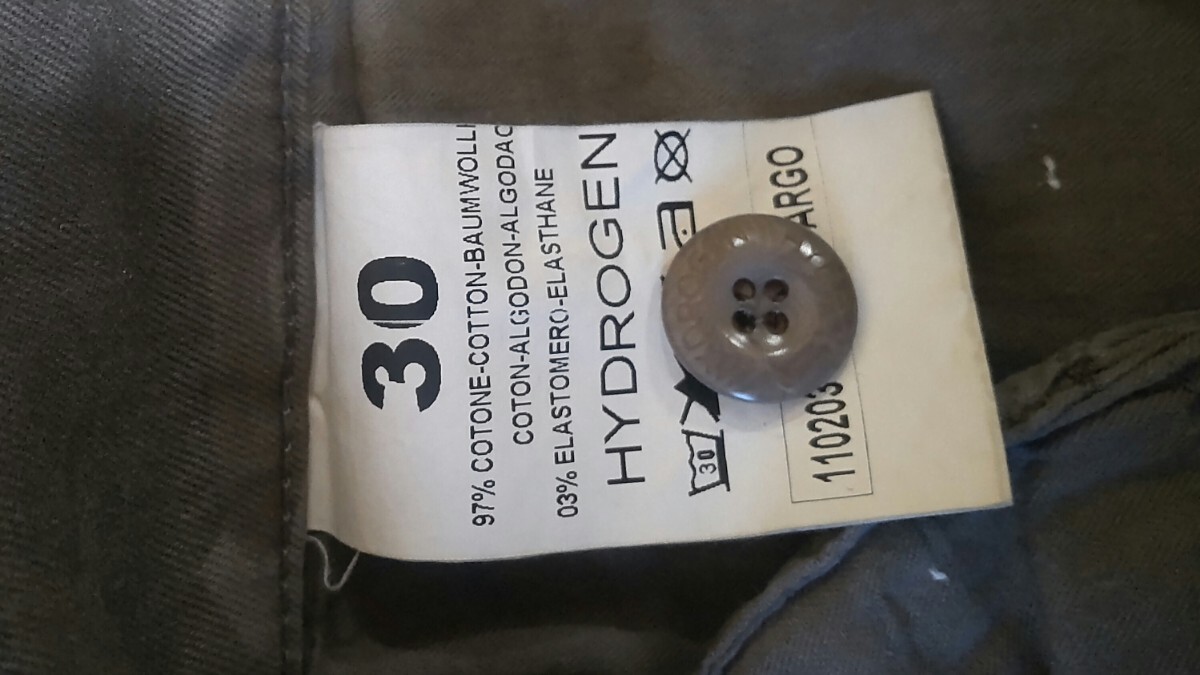 30
97% COTONE-COTTON-BAUMWOLL
COTON-ALGODON-ALGODAO
03% ELASTOMERO-ELASTHANE
HYDROGEN
30
110203 ARGO